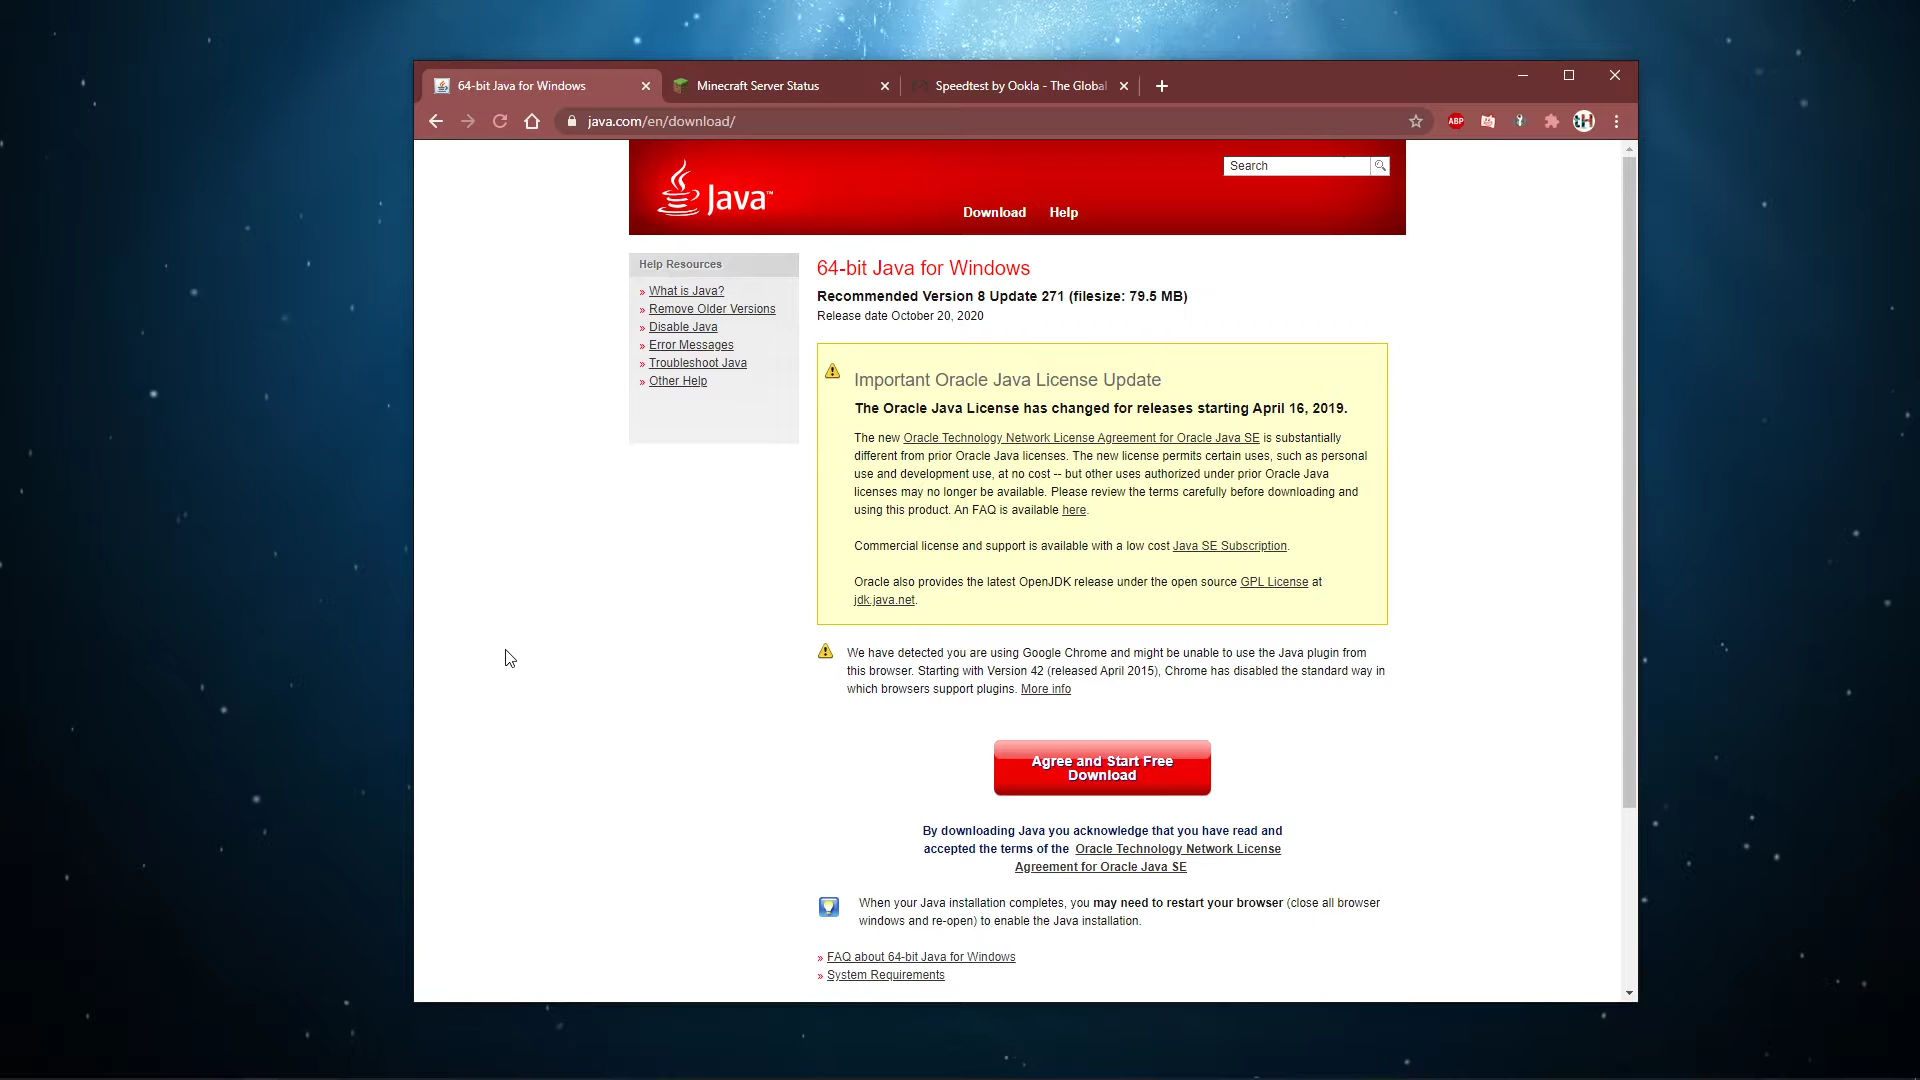 64-bit Java for Windows
Minecraft Server Status
Speedtest by Ookla - The Global
java.com/en/download/
ABP
Java™
Search
Download
Help
Help Resources
» What is Java?
» Remove Older Versions
» Disable Java
» Error Messages
» Troubleshoot Java
» Other Help
64-bit Java for Windows
Recommended Version 8 Update 271 (filesize: 79.5 MB)
Release date October 20, 2020
Important Oracle Java License Update
The Oracle Java License has changed for releases starting April 16, 2019.
The new Oracle Technology Network License Agreement for Oracle Java SE is substantially
different from prior Oracle Java licenses. The new license permits certain uses, such as personal
use and development use, at no cost -- but other uses authorized under prior Oracle Java
licenses may no longer be available. Please review the terms carefully before downloading and
using this product. An FAQ is available here.
Commercial license and support is available with a low cost Java SE Subscription.
Oracle also provides the latest OpenJDK release under the open source GPL License at
jdk.java.net.
We have detected you are using Google Chrome and might be unable to use the Java plugin from
this browser. Starting with Version 42 (released April 2015), Chrome has disabled the standard way in
which browsers support plugins. More info
Agree and Start Free
Download
By downloading Java you acknowledge that you have read and
accepted the terms of the Oracle Technology Network License
Agreement for Oracle Java SE
When your Java installation completes, you may need to restart your browser (close all browser
windows and re-open) to enable the Java installation.
» FAQ about 64-bit Java for Windows
» System Requirements